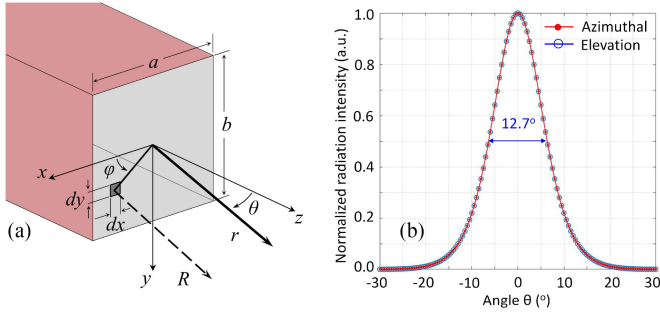 a
b
x
φ
dy
dx
θ
z
r
R
y
(a)
Normalized radiation intensity (a.u.)
1.0
0.8
0.6
0.4
0.2
0.0
Azimuthal
Elevation
12.7°
(b)
-30 -20 -10 0 10 20 30
Angle θ (°)